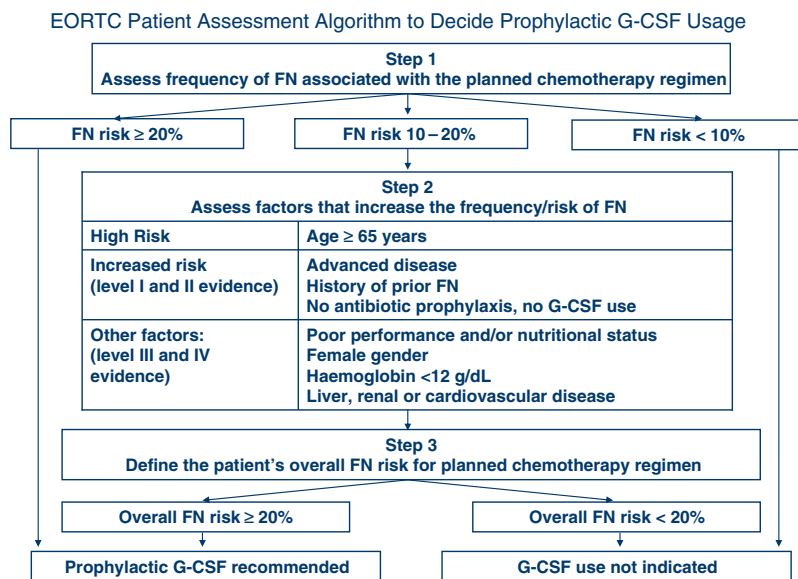 EORTC Patient Assessment Algorithm to Decide Prophylactic G-CSF Usage
Step 1
Assess frequency of FN associated with the planned chemotherapy regimen
FN risk ≥ 20%
FN risk 10 – 20%
FN risk < 10%
Step 2
Assess factors that increase the frequency/risk of FN
High Risk
Age ≥ 65 years
Increased risk
(level I and II evidence)
Advanced disease
History of prior FN
No antibiotic prophylaxis, no G-CSF use
Other factors:
(level III and IV
evidence)
Poor performance and/or nutritional status
Female gender
Haemoglobin <12 g/dL
Liver, renal or cardiovascular disease
Step 3
Define the patient's overall FN risk for planned chemotherapy regimen
Overall FN risk ≥ 20%
Overall FN risk < 20%
Prophylactic G-CSF recommended
G-CSF use not indicated